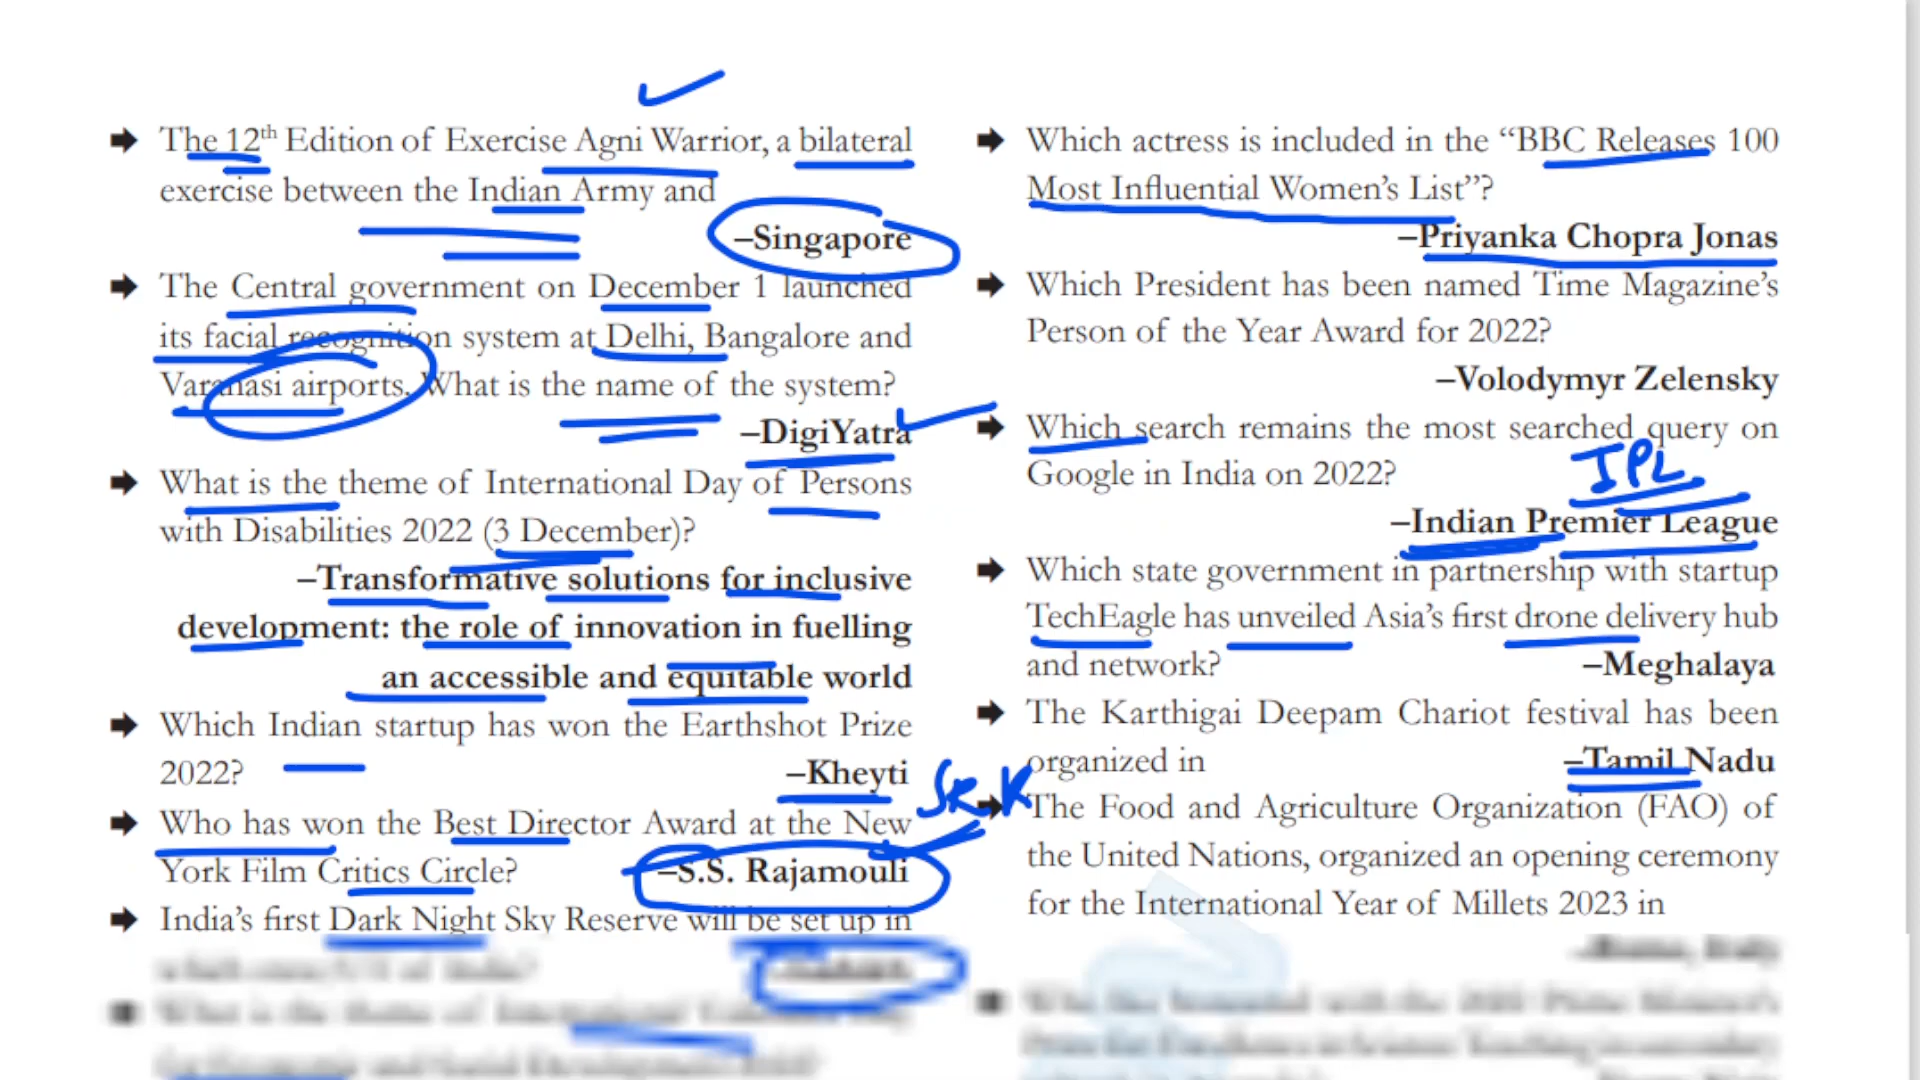 The 12th Edition of Exercise Agni Warrior, a bilateral
exercise between the Indian Army and
–Singapore
The Central government on December 1 launched
its facial recognition system at Delhi, Bangalore and
Varanasi airports. What is the name of the system?
–DigiYatra
What is the theme of International Day of Persons
with Disabilities 2022 (3 December)?
–Transformative solutions for inclusive
development: the role of innovation in fuelling
an accessible and equitable world
Which Indian startup has won the Earthshot Prize
2022?
–Kheyti
Who has won the Best Director Award at the New
York Film Critics Circle?
–S.S. Rajamouli
India's first Dark Night Sky Reserve will be set up in
Which actress is included in the “BBC Releases 100
Most Influential Women's List”?
–Priyanka Chopra Jonas
Which President has been named Time Magazine's
Person of the Year Award for 2022?
–Volodymyr Zelensky
Which search remains the most searched query on
Google in India on 2022?
IPL
–Indian Premier League
Which state government in partnership with startup
TechEagle has unveiled Asia's first drone delivery hub
and network?
–Meghalaya
The Karthigai Deepam Chariot festival has been
organized in
–Tamil Nadu
The Food and Agriculture Organization (FAO) of
the United Nations, organized an opening ceremony
for the International Year of Millets 2023 in